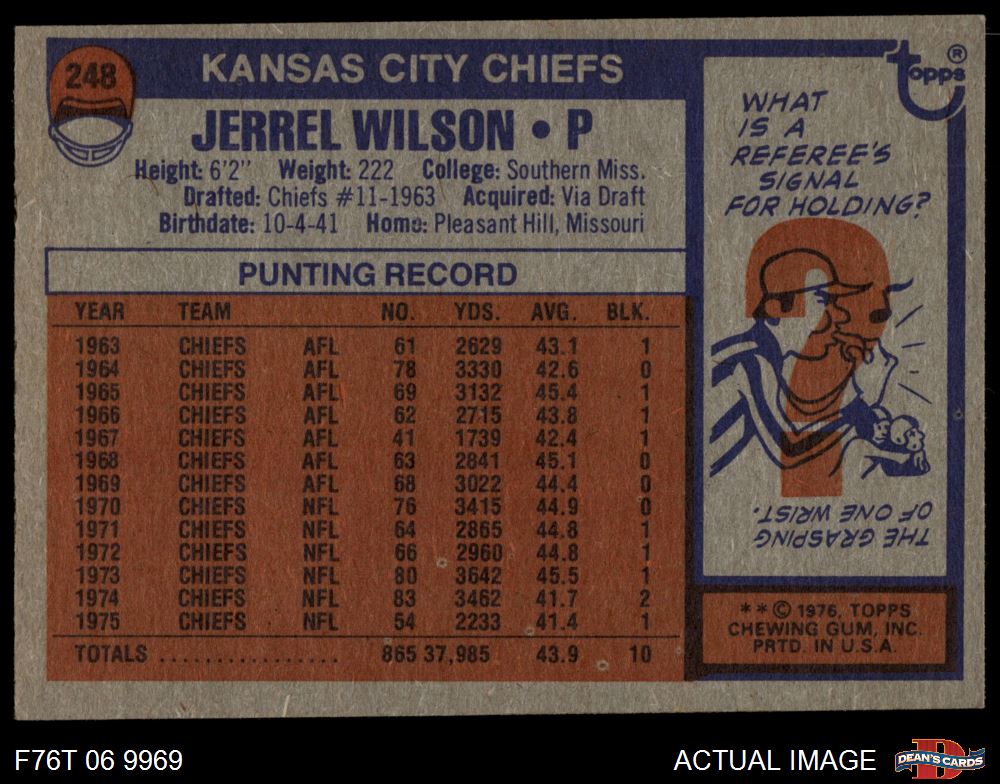 248
KANSAS CITY CHIEFS
JERREL WILSON • P
Height: 6'2" Weight: 222 College: Southern Miss.
Drafted: Chiefs #11-1963 Acquired: Via Draft
Birthdate: 10-4-41 Home: Pleasant Hill, Missouri
PUNTING RECORD
YEAR TEAM NO. YDS. AVG. BLK.
1963 CHIEFS AFL 61 2629 43.1 1
1964 CHIEFS AFL 78 3330 42.6 0
1965 CHIEFS AFL 69 3132 45.4 1
1966 CHIEFS AFL 62 2715 43.8 1
1967 CHIEFS AFL 41 1739 42.4 1
1968 CHIEFS AFL 63 2841 45.1 0
1969 CHIEFS AFL 68 3022 44.4 0
1970 CHIEFS NFL 76 3415 44.9 0
1971 CHIEFS NFL 64 2865 44.8 1
1972 CHIEFS NFL 66 2960 44.8 1
1973 CHIEFS NFL 80 3642 45.5 1
1974 CHIEFS NFL 83 3462 41.7 2
1975 CHIEFS NFL 54 2233 41.4 1
TOTALS ................. 865 37,985 43.9 10
topps ®
WHAT
IS A
REFEREE'S
SIGNAL
FOR HOLDING?
THE GRASPING
OF ONE WRIST.
* * © 1976, TOPPS
CHEWING GUM, INC.
PRTD. IN U.S.A.
F76T 06 9969
ACTUAL IMAGE
D
DEAN'S CARDS